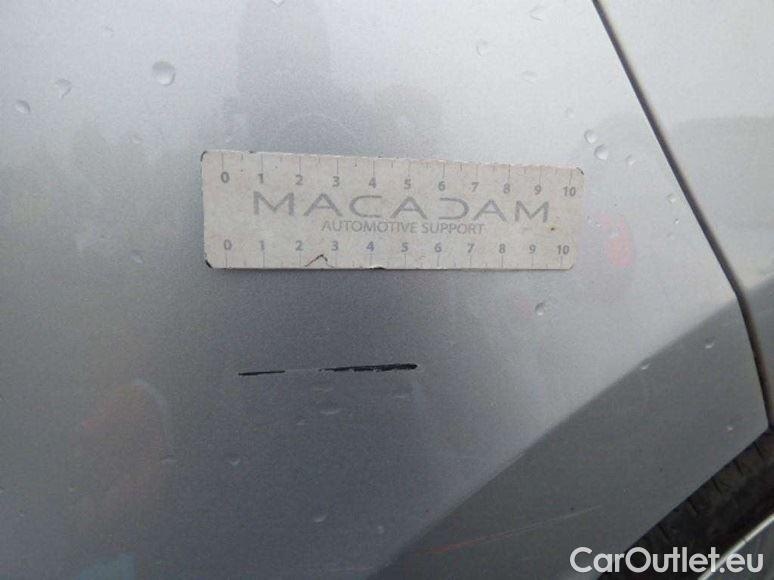 0 1 2 3 4 5 6 7 8 9 10
MACADAM
AUTOMOTIVE SUPPORT
0 1 2 3 4 5 6 7 8 9 10
CarOutlet.eu